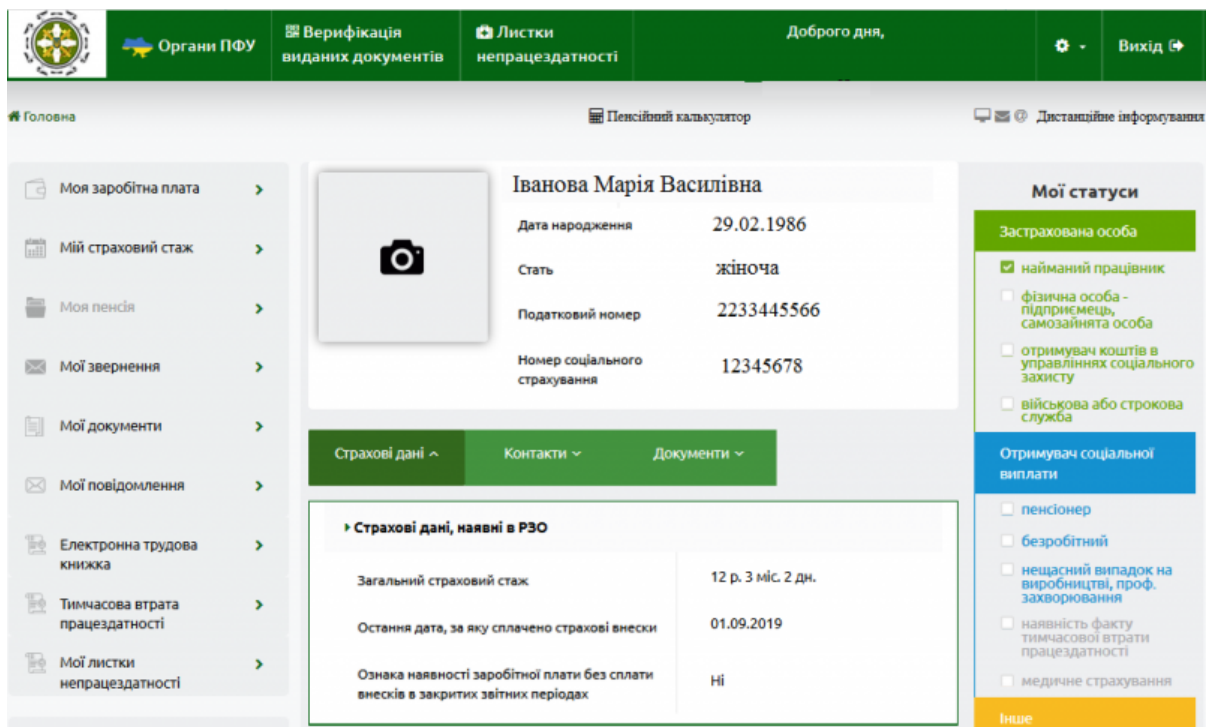 Органи ПФУ
Верифікація
виданих документів
Листки
непрацездатності
Доброго дня,
Вихід
Головна
Пенсійний калькулятор
Дистанційне інформування
Моя заробітна плата
Мій страховий стаж
Моя пенсія
Мої звернення
Мої документи
Мої повідомлення
Електронна трудова
книжка
Тимчасова втрата
працездатності
Мої листки
непрацездатності
Іванова Марія Василівна
Дата народження 29.02.1986
Стать жіноча
Податковий номер 2233445566
Номер соціального
страхування
12345678
Страхові дані
Контакти
Документи
Страхові дані, наявні в РЗО
Загальний страховий стаж 12 р. 3 міс. 2 дн.
Остання дата, за яку сплачено страхові внески 01.09.2019
Ознака наявності заробітної плати без сплати
внесків в закритих звітних періодах
Ні
Мої статуси
Застрахована особа
найманий працівник
фізична особа -
підприємець,
самозайнята особа
отримувач коштів в
управліннях соціального
захисту
військова або строкова
служба
Отримувач соціальної
виплати
пенсіонер
безробітний
нещасний випадок на
виробництві, проф.
захворювання
наявність факту
тимчасової втрати
працездатності
медичне страхування
Інше